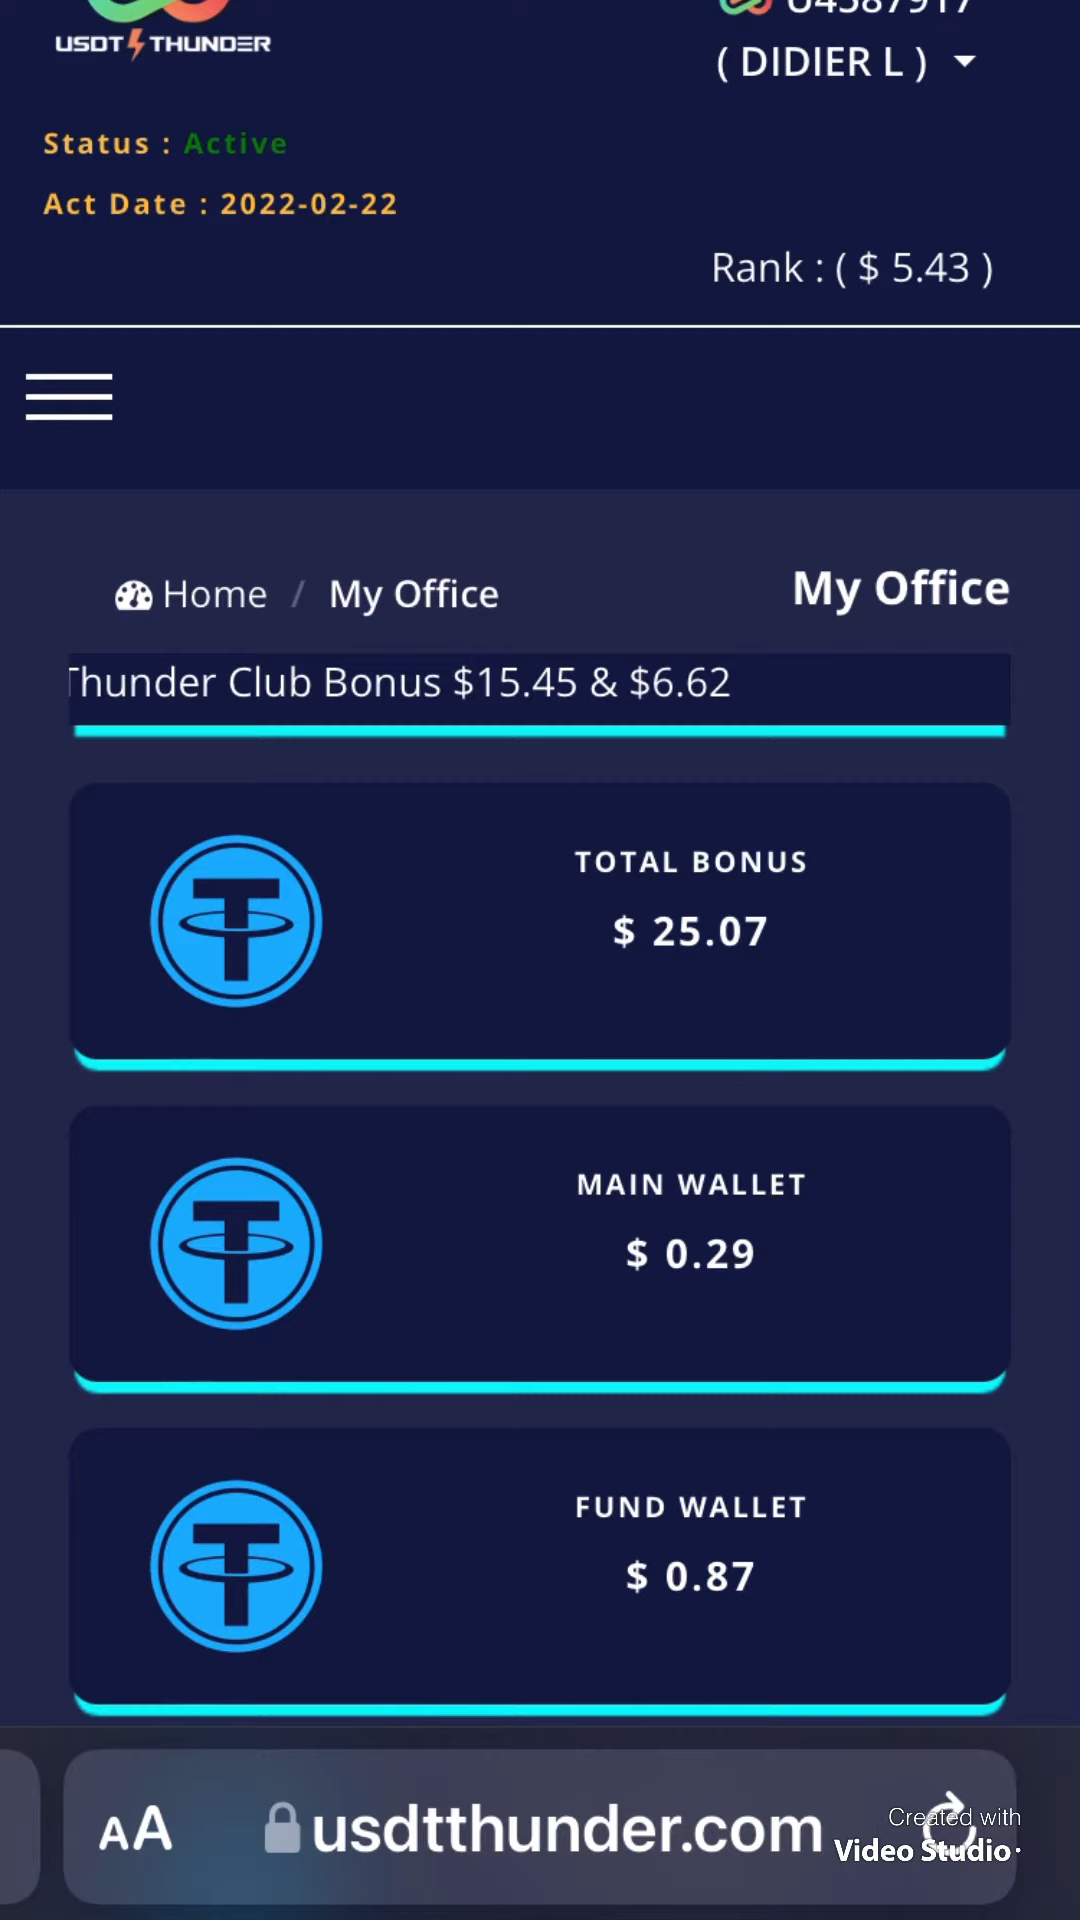 U4587917
USDT THUNDER
( DIDIER L )
Status : Active
Act Date : 2022-02-22
Rank : ( $ 5.43 )
Home / My Office
My Office
Thunder Club Bonus $15.45 & $6.62
TOTAL BONUS
$ 25.07
MAIN WALLET
$ 0.29
FUND WALLET
$ 0.87
AA usdtthunder.com
Created with
Video Studio